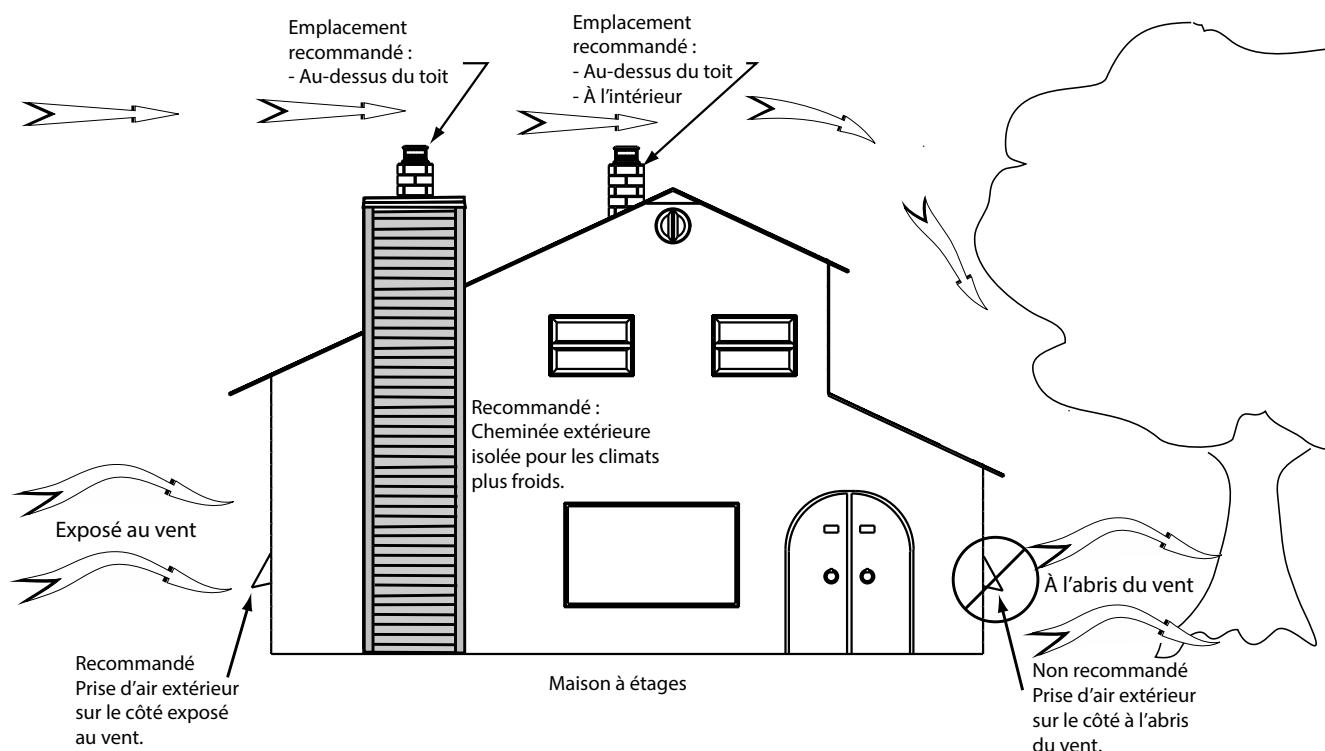 Emplacement
recommandé :
- Au-dessus du toit
Emplacement
recommandé :
- Au-dessus du toit
- À l'intérieur
Recommandé :
Cheminée extérieure
isolée pour les climats
plus froids.
Exposé au vent
À l'abris du vent
Recommandé
Prise d'air extérieur
sur le côté exposé
au vent.
Maison à étages
Non recommandé
Prise d'air extérieur
sur le côté à l'abris
du vent.